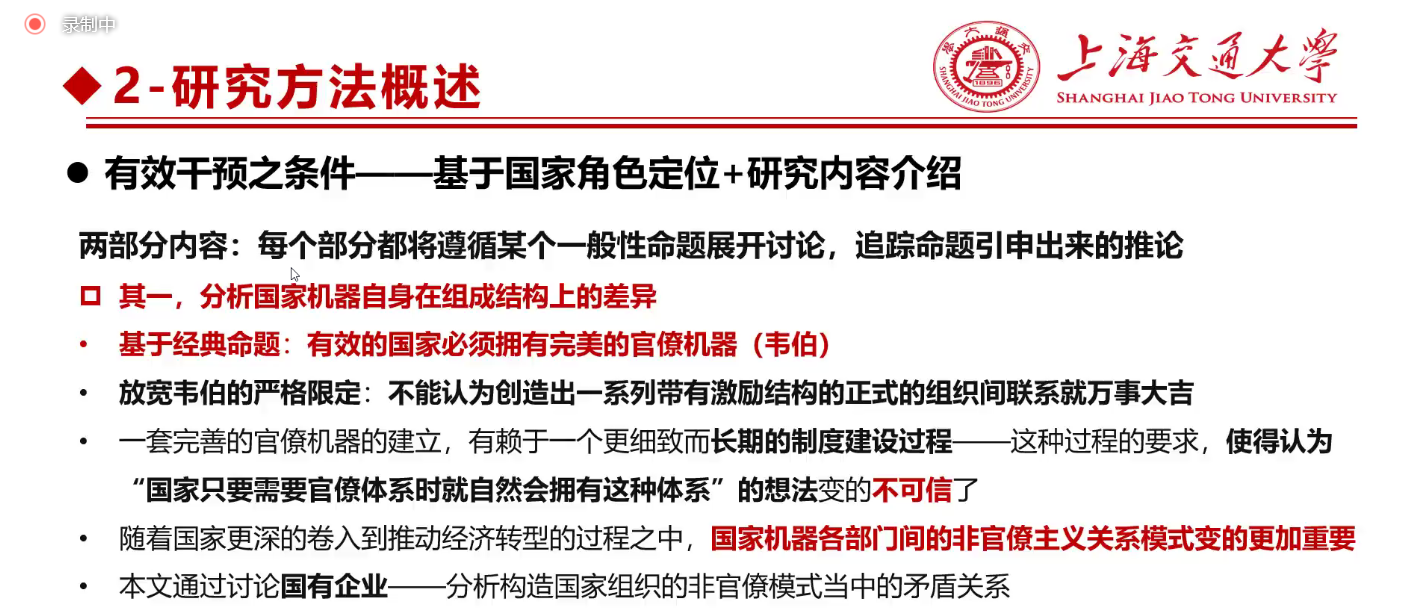 录制中
2-研究方法概述
上海交通大学
SHANGHAI JIAO TONG UNIVERSITY
有效干预之条件——基于国家角色定位+研究内容介绍
两部分内容：每个部分都将遵循某个一般性命题展开讨论，追踪命题引申出来的推论
其一，分析国家机器自身在组成结构上的差异
• 基于经典命题：有效的国家必须拥有完美的官僚机器（韦伯）
• 放宽韦伯的严格限定：不能认为创造出一系列带有激励结构的正式的组织间联系就万事大吉
• 一套完善的官僚机器的建立，有赖于一个更细致而长期的制度建设过程——这种过程的要求，使得认为
“国家只要需要官僚体系时就自然会拥有这种体系”的想法变的不可信了
• 随着国家更深的卷入到推动经济转型的过程之中，国家机器各部门间的非官僚主义关系模式变的更加重要
• 本文通过讨论国有企业——分析构造国家组织的非官僚模式当中的矛盾关系